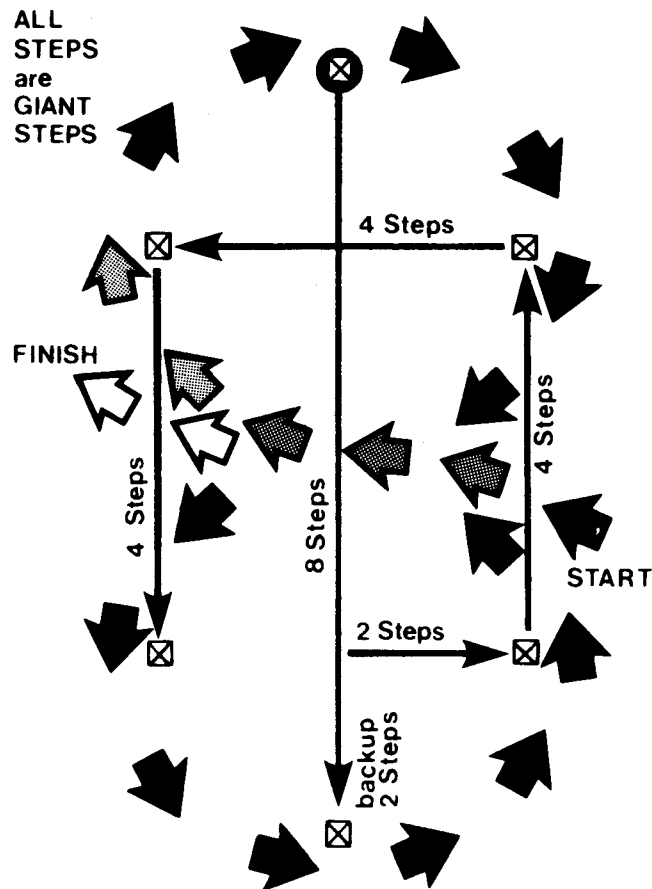 ALL
STEPS
are
GIANT
STEPS
4 Steps
FINISH
4 Steps
8 Steps
4 Steps
START
2 Steps
backup
2 Steps